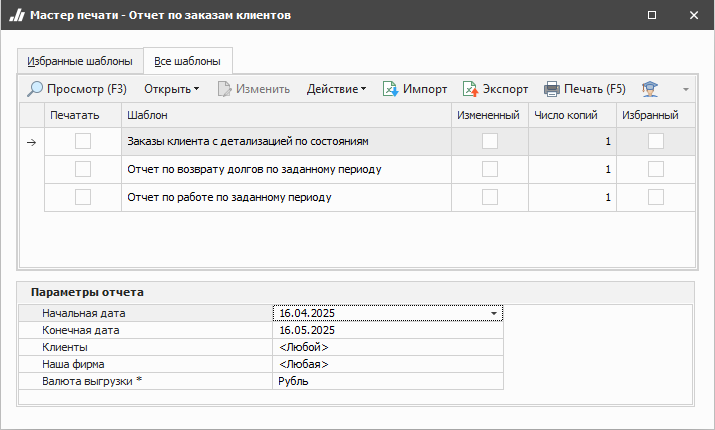 Мастер печати - Отчет по заказам клиентов
Избранные шаблоны Все шаблоны
Просмотр (F3) Открыть Изменить Действие Импорт Экспорт Печать (F5)
Печатать Шаблон Измененный Число копий Избранный
Заказы клиента с детализацией по состояниям 1
Отчет по возврату долгов по заданному периоду 1
Отчет по работе по заданному периоду 1
Параметры отчета
Начальная дата 16.04.2025
Конечная дата 16.05.2025
Клиенты <Любой>
Наша фирма <Любая>
Валюта выгрузки * Рубль